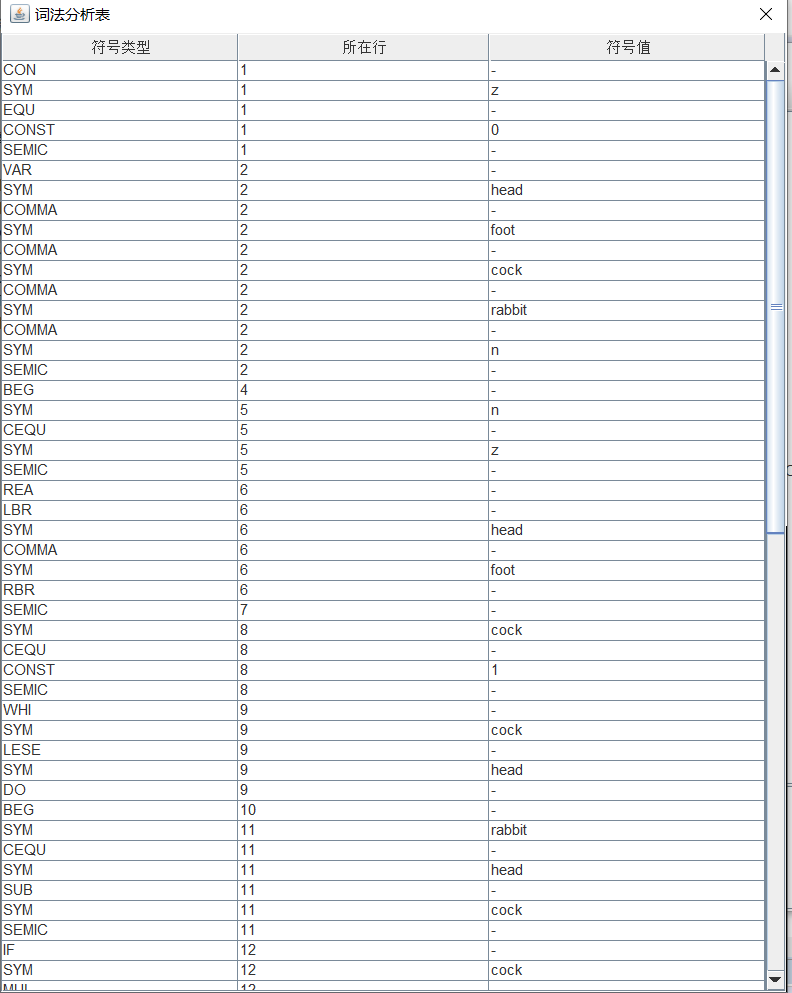 词法分析表
符号类型 所在行 符号值
CON 1 -
SYM 1 z
EQU 1 -
CONST 1 0
SEMIC 1 -
VAR 2 -
SYM 2 head
COMMA 2 -
SYM 2 foot
COMMA 2 -
SYM 2 cock
COMMA 2 -
SYM 2 rabbit
COMMA 2 -
SYM 2 n
SEMIC 2 -
BEG 4 -
SYM 5 n
CEQU 5 -
SYM 5 z
SEMIC 5 -
REA 6 -
LBR 6 -
SYM 6 head
COMMA 6 -
SYM 6 foot
RBR 6 -
SEMIC 7 -
SYM 8 cock
CEQU 8 -
CONST 8 1
SEMIC 8 -
WHI 9 -
SYM 9 cock
LESE 9 -
SYM 9 head
DO 9 -
BEG 10 -
SYM 11 rabbit
CEQU 11 -
SYM 11 head
SUB 11 -
SYM 11 cock
SEMIC 11 -
IF 12 -
SYM 12 cock
MUL 12